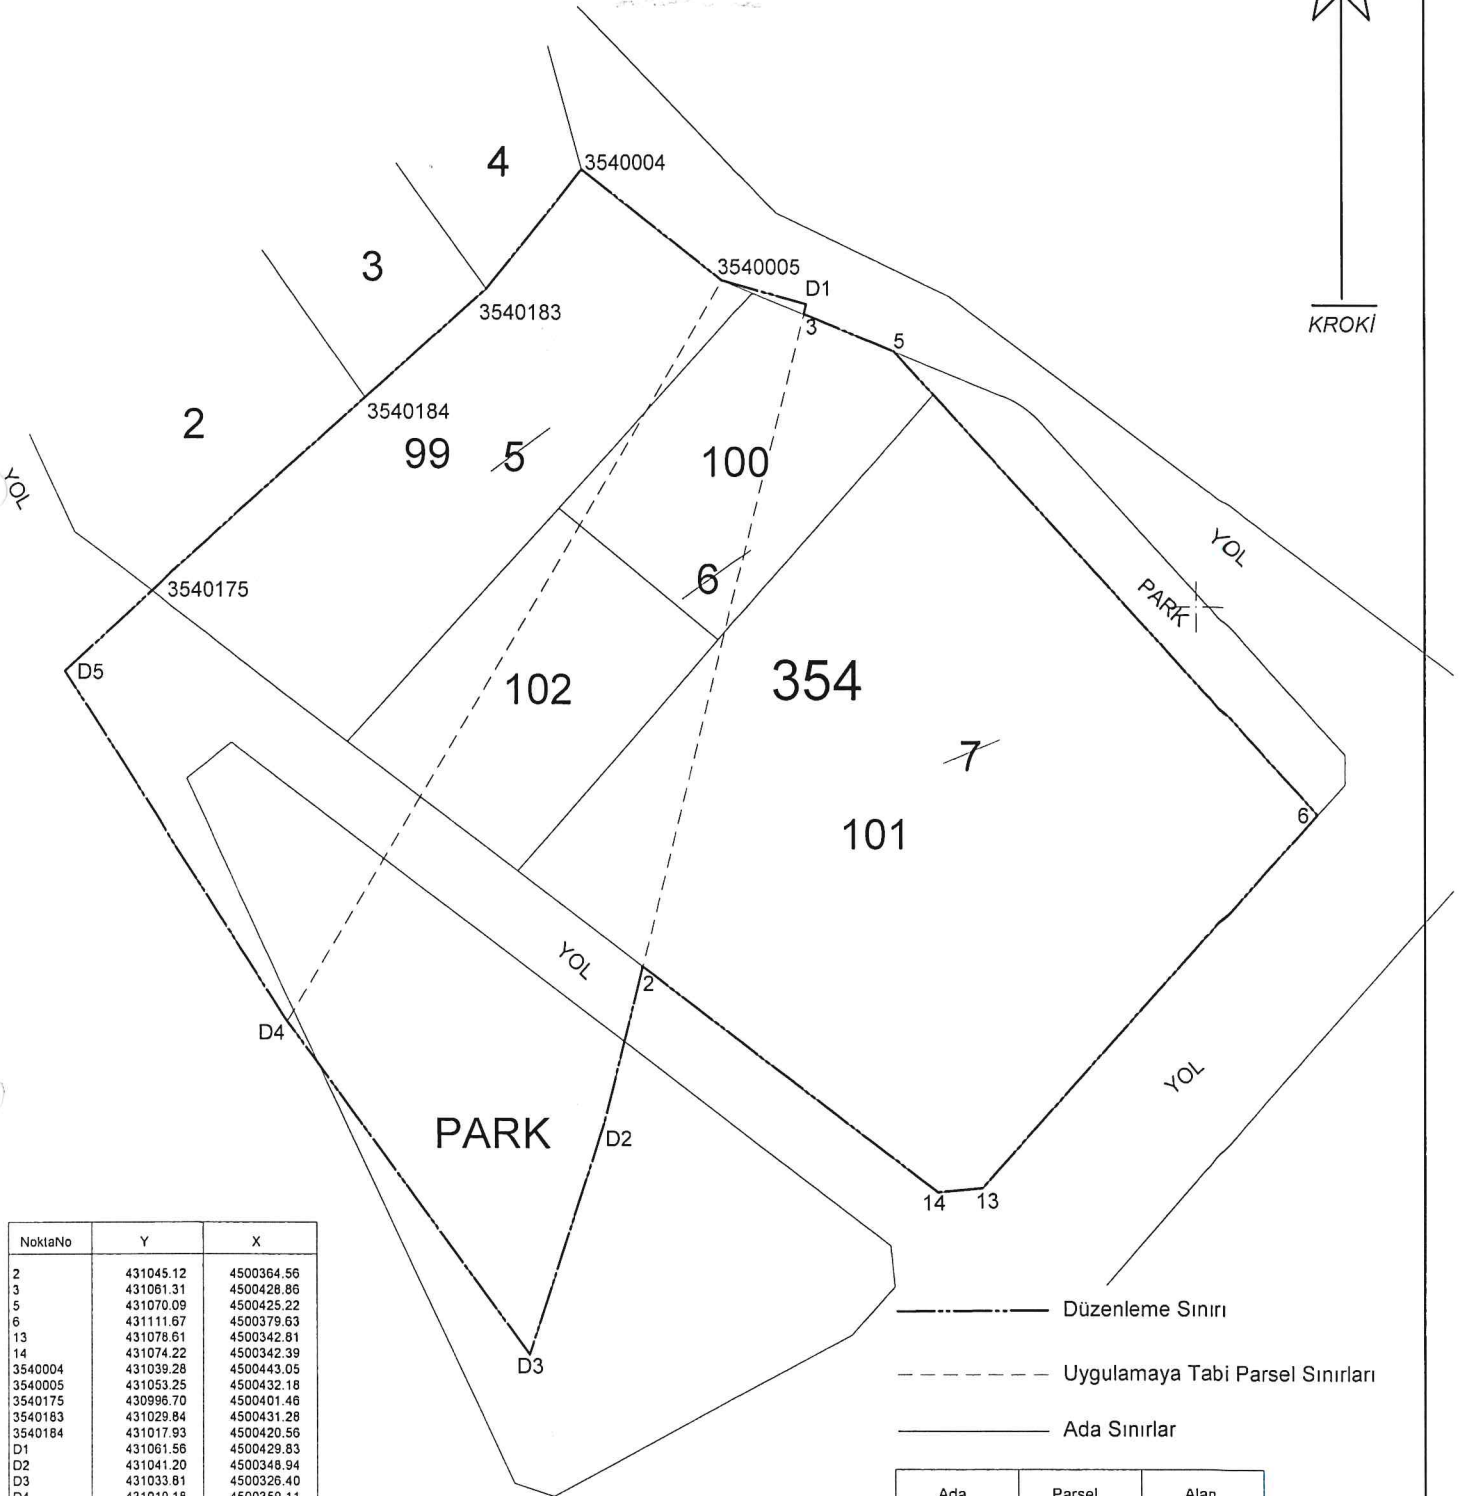 4
3540004
3
3540005
D1
3540183
3
5
KROKİ
3540184
2
99
5
100
YOL
YOL
6
PARK
3540175
D5
354
102
7
101
6
YOL
2
D4
YOL
PARK
D2
14
13
D3
NoktaNo Y X
2 431045.12 4500364.56
3 431061.31 4500428.86
5 431070.09 4500425.22
6 431111.67 4500379.63
13 431078.61 4500342.81
14 431074.22 4500342.39
3540004 431039.28 4500443.05
3540005 431053.25 4500432.18
3540175 430996.70 4500401.46
3540183 431029.84 4500431.28
3540184 431017.93 4500420.56
D1 431061.56 4500429.83
D2 431041.20 4500348.94
D3 431033.81 4500326.40
Düzenleme Sınırı
Uygulamaya Tabi Parsel Sınırları
Ada Sınırlar
Ada Parsel Alan